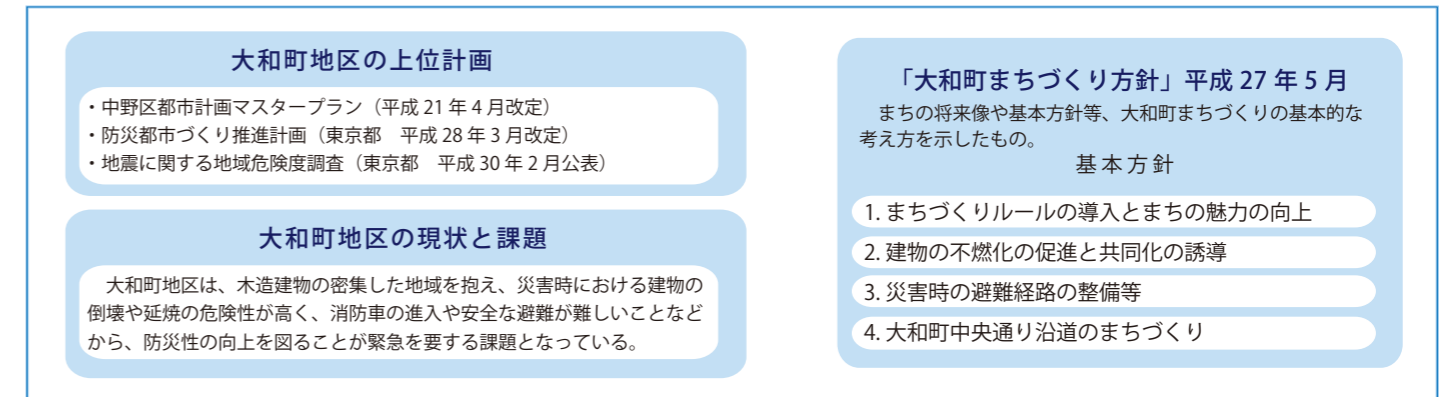 大和町地区の上位計画
・中野区都市計画マスタープラン（平成 21 年 4 月改定）
・防災都市づくり推進計画（東京都　平成 28 年 3 月改定）
・地震に関する地域危険度調査（東京都　平成 30 年 2 月公表）
大和町地区の現状と課題
大和町地区は、木造建物の密集した地域を抱え、災害時における建物の
倒壊や延焼の危険性が高く、消防車の進入や安全な避難が難しいことなど
から、防災性の向上を図ることが緊急を要する課題となっている。
「大和町まちづくり方針」平成 27 年 5 月
まちの将来像や基本方針等、大和町まちづくりの基本的な
考え方を示したもの。
基本方針
1. まちづくりルールの導入とまちの魅力の向上
2. 建物の不燃化の促進と共同化の誘導
3. 災害時の避難経路の整備等
4. 大和町中央通り沿道のまちづくり